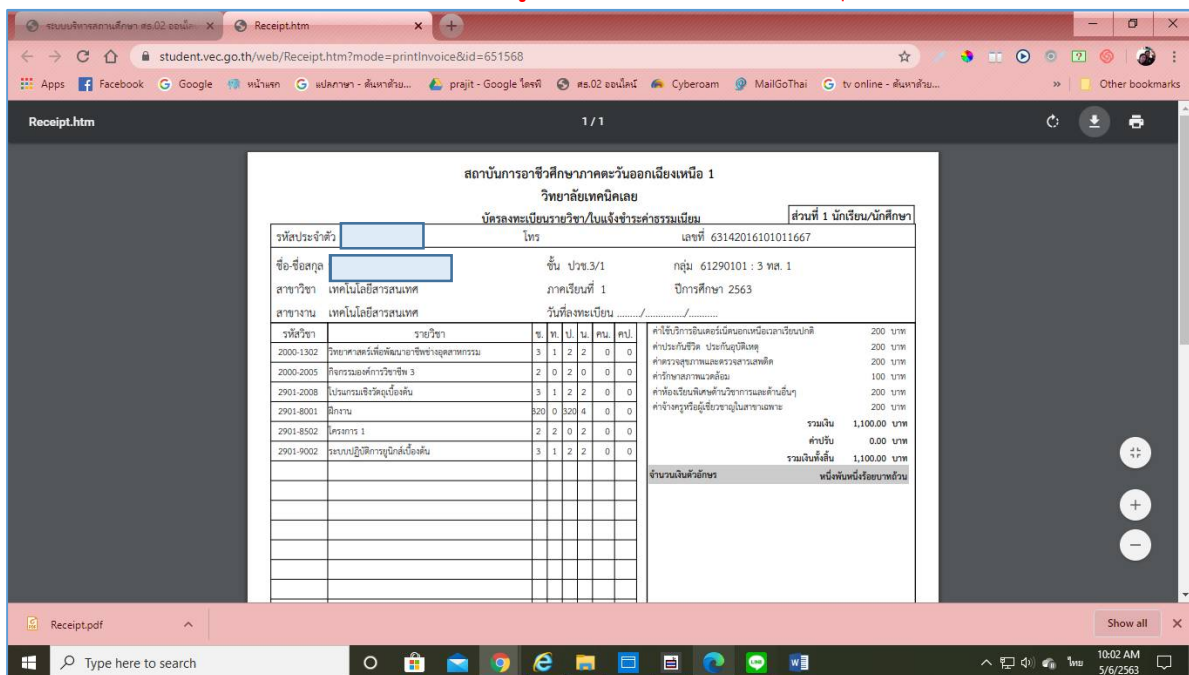 ระบบบริหารสถานศึกษา ศธ.02 ออนไลน์
Receipt.htm
student.vec.go.th/web/Receipt.htm?mode=printInvoice&id=651568
Apps Facebook Google หน้าแรก แปลภาษา - ค้นหาด้วย... prajit - Google ไดรฟ์ ศธ.02 ออนไลน์ Cyberoam MailGoThai tv online - ค้นหาด้วย... » Other bookmarks
Receipt.htm 1 / 1
สถาบันการอาชีวศึกษาภาคตะวันออกเฉียงเหนือ 1
วิทยาลัยเทคนิคเลย
บัตรลงทะเบียนรายวิชา/ใบแจ้งชำระค่าธรรมเนียม
ส่วนที่ 1 นักเรียน/นักศึกษา
รหัสประจำตัว โทร เลขที่ 63142016101011667
ชื่อ-ชื่อสกุล ชั้น ปวช.3/1 กลุ่ม 61290101 : 3 ทส. 1
สาขาวิชา เทคโนโลยีสารสนเทศ ภาคเรียนที่ 1 ปีการศึกษา 2563
สาขางาน เทคโนโลยีสารสนเทศ วันที่ลงทะเบียน ......../............../..........
รหัสวิชา รายวิชา ช. ท. ป. น. คน. คป.
2000-1302 วิทยาศาสตร์เพื่อพัฒนาอาชีพช่างอุตสาหกรรม 3 1 2 2 0 0
2000-2005 กิจกรรมองค์การวิชาชีพ 3 2 0 2 0 0 0
2901-2008 โปรแกรมเชิงวัตถุเบื้องต้น 3 1 2 2 0 0
2901-8001 ฝึกงาน 320 0 320 4 0 0
2901-8502 โครงการ 1 2 2 0 2 0 0
2901-9002 ระบบปฏิบัติการยูนิกส์เบื้องต้น 3 1 2 2 0 0
ค่าใช้บริการอินเตอร์เน็ตนอกเหนือเวลาเรียนปกติ 200 บาท
ค่าประกันชีวิต ประกันอุบัติเหตุ 200 บาท
ค่าตรวจสุขภาพและตรวจสารเสพติด 200 บาท
ค่ารักษาสภาพแวดล้อม 100 บาท
ค่าห้องเรียนพิเศษด้านวิชาการและด้านอื่นๆ 200 บาท
ค่าจ้างครูหรือผู้เชี่ยวชาญในสาขาเฉพาะ 200 บาท
รวมเงิน 1,100.00 บาท
ค่าปรับ 0.00 บาท
รวมเงินทั้งสิ้น 1,100.00 บาท
จำนวนเงินตัวอักษร หนึ่งพันหนึ่งร้อยบาทถ้วน
Receipt.pdf Show all
Type here to search
ไทย 10:02 AM
5/6/2563